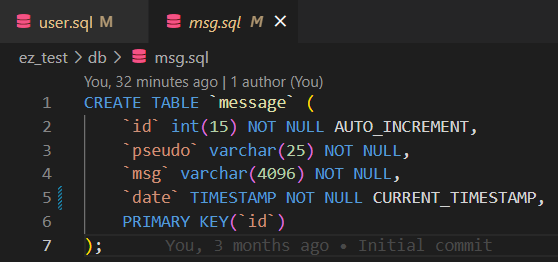 user.sql M
msg.sql M ×
ez_test > db > msg.sql
You, 32 minutes ago | 1 author (You)
1 CREATE TABLE `message` (
2 `id` int(15) NOT NULL AUTO_INCREMENT,
3 `pseudo` varchar(25) NOT NULL,
4 `msg` varchar(4096) NOT NULL,
5 `date` TIMESTAMP NOT NULL CURRENT_TIMESTAMP,
6 PRIMARY KEY(`id`)
7 ); You, 3 months ago • Initial commit